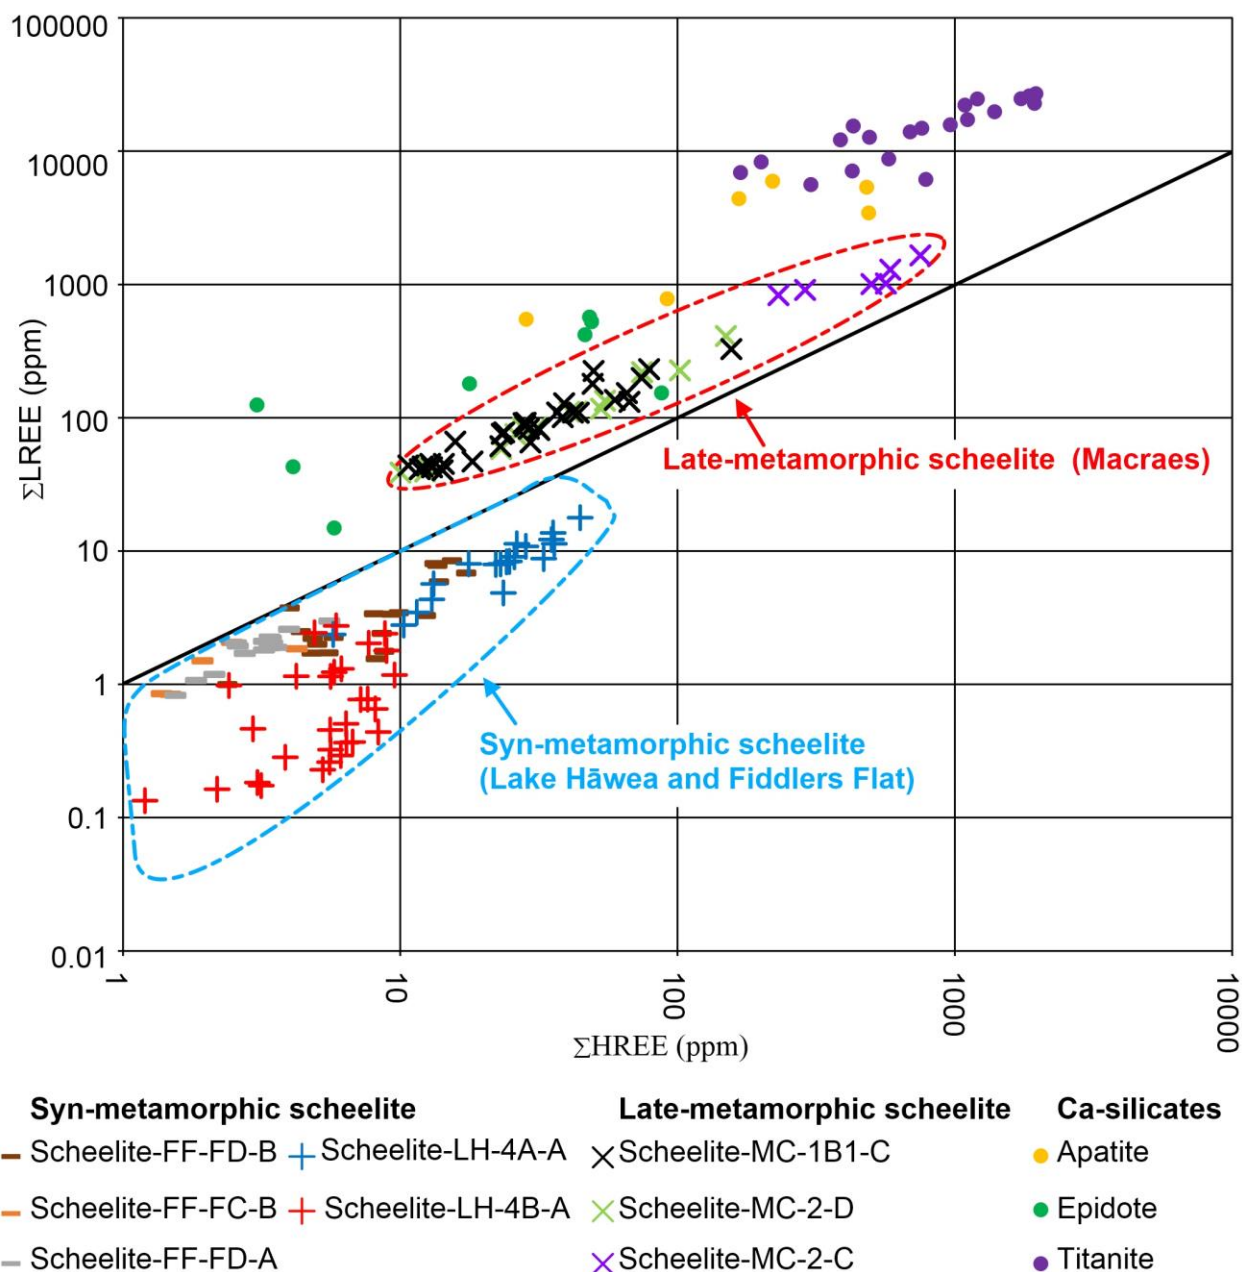 100000
10000
1000
100
10
1
0.1
0.01
ΣLREE (ppm)
Late-metamorphic scheelite (Macraes)
Syn-metamorphic scheelite
(Lake Hāwea and Fiddlers Flat)
1
10
100
1000
10000
ΣHREE (ppm)
Syn-metamorphic scheelite Late-metamorphic scheelite Ca-silicates
Scheelite-FF-FD-B Scheelite-LH-4A-A Scheelite-MC-1B1-C Apatite
Scheelite-FF-FC-B Scheelite-LH-4B-A Scheelite-MC-2-D Epidote
Scheelite-FF-FD-A Scheelite-MC-2-C Titanite